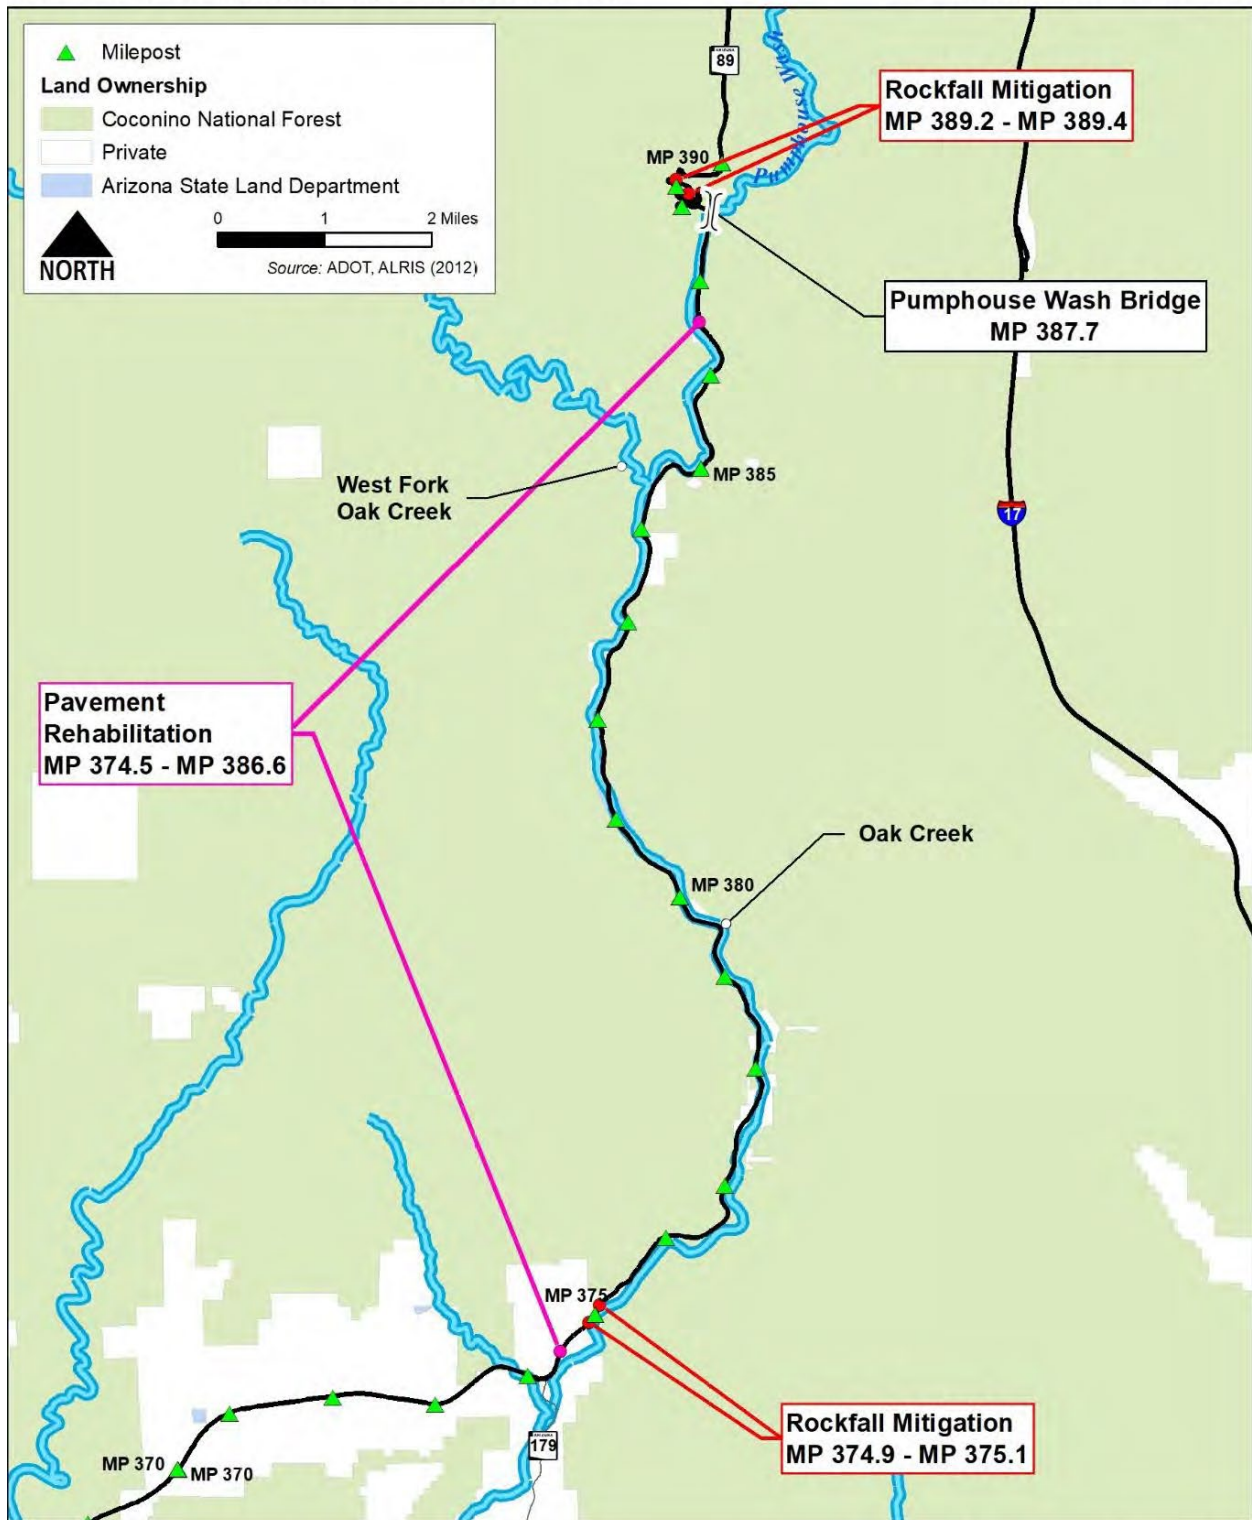 Milepost
Land Ownership
Coconino National Forest
Private
Arizona State Land Department
NORTH
0 1 2 Miles
Source: ADOT, ALRIS (2012)
ARIZONA
89
Pumphouse Wash
Rockfall Mitigation
MP 389.2 - MP 389.4
MP 390
Pumphouse Wash Bridge
MP 387.7
West Fork
Oak Creek
MP 385
17
Pavement
Rehabilitation
MP 374.5 - MP 386.6
Oak Creek
MP 380
MP 375
Rockfall Mitigation
MP 374.9 - MP 375.1
ARIZONA
179
MP 370
MP 370